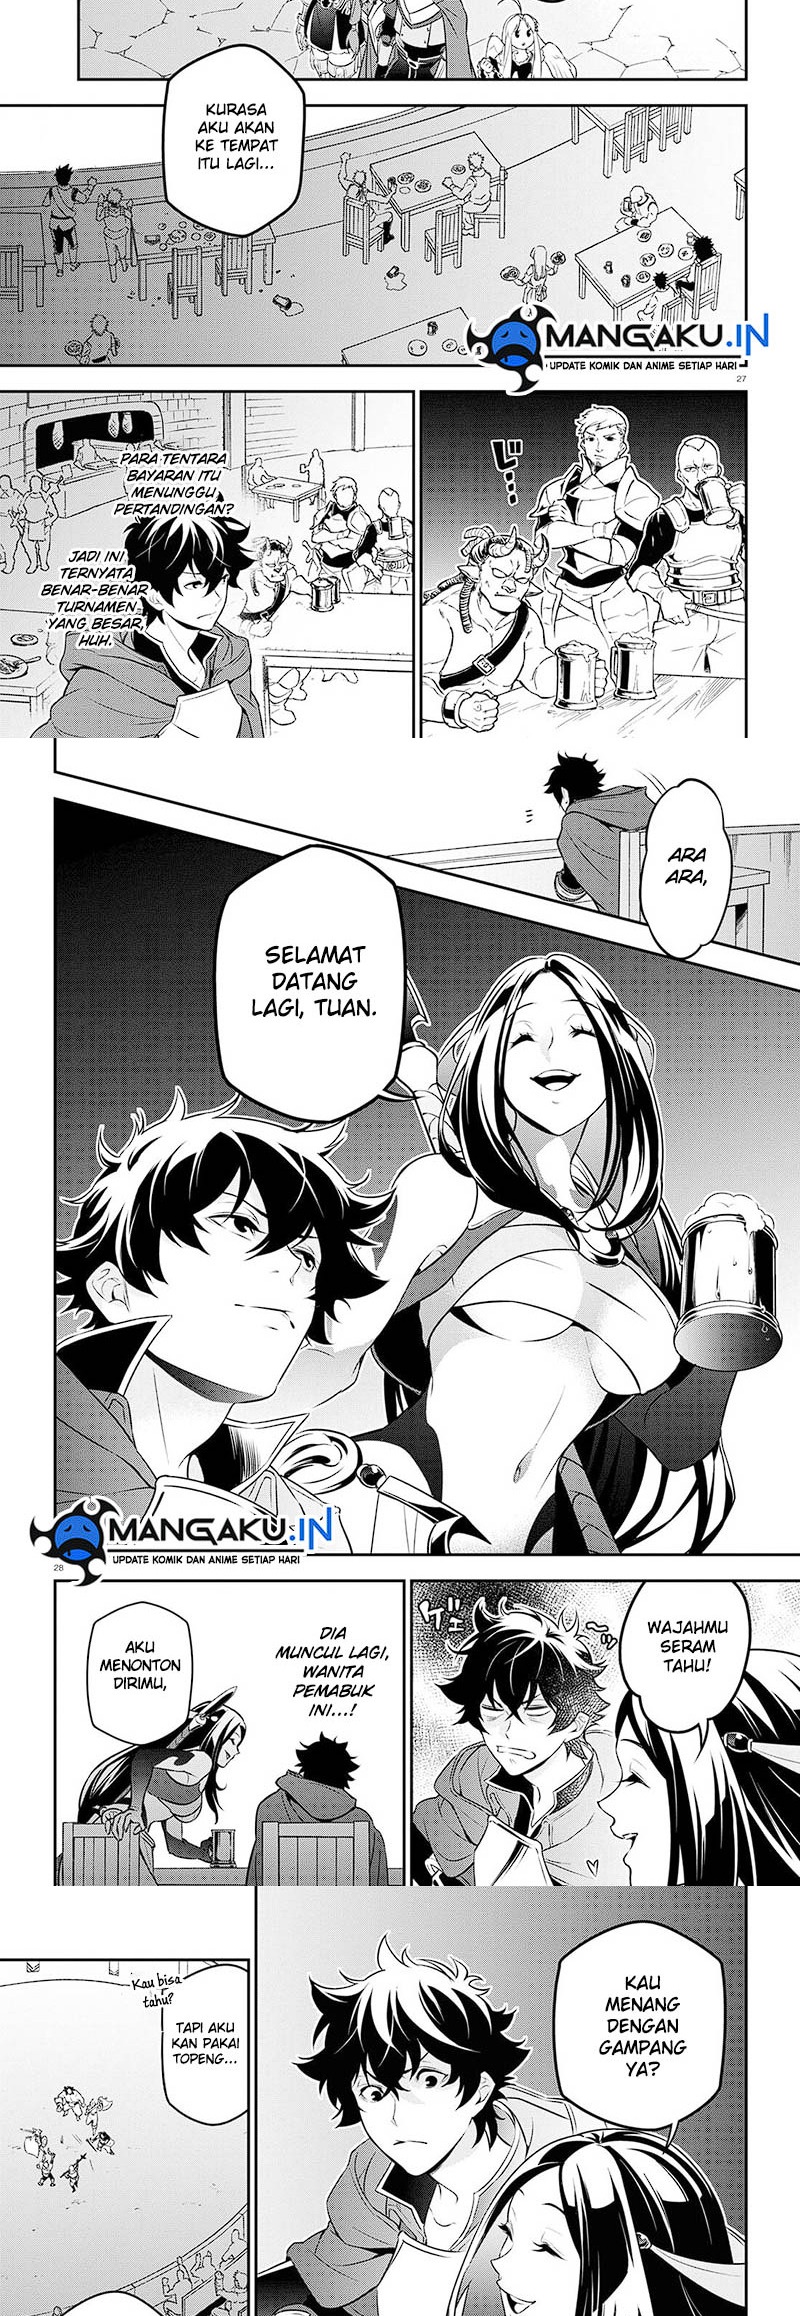 KURASA
AKU AKAN
KE TEMPAT
ITU LAGI...
MANGAKU.IN
UPDATE KOMIK DAN ANIME SETIAP HARI
27
じ...
PARA TENTARA
BAYARAN ITU
MENUNGGU
PERTANDINGAN?
JADI INI
TERNYATA
BENAR-BENAR
TURNAMEN
YANG BESAR,
HUH.
ARA
ARA,
SELAMAT
DATANG
LAGI, TUAN.
MANGAKU.IN
UPDATE KOMIK DAN ANIME SETIAP HARI
28
WAJAHMU
SERAM
TAHU!
DIA
MUNCUL LAGI,
WANITA
PEMABUK
INI...!
AKU
MENONTON
DIRIMU,
KAU
MENANG
DENGAN
GAMPANG
YA?
Kau bisa
tahu?
TAPI AKU
KAN PAKAI
TOPENG...